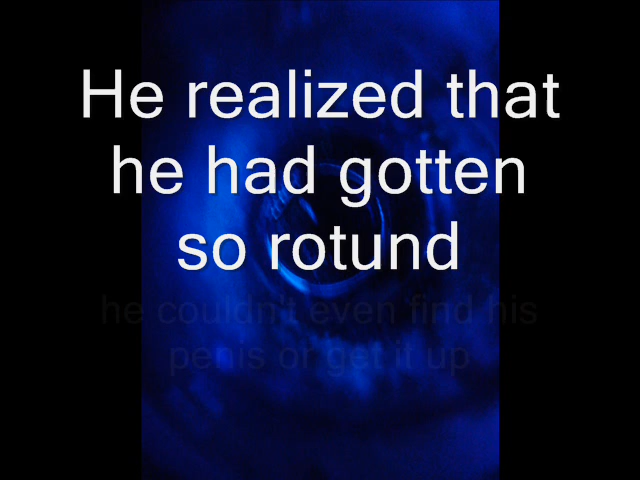 He realized that
he had gotten
so rotund
he couldn't even find his
penis or get it up